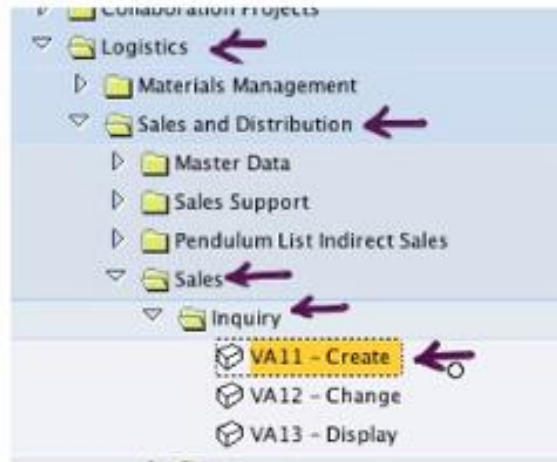 Collaboration Projects
Logistics
Materials Management
Sales and Distribution
Master Data
Sales Support
Pendulum List Indirect Sales
Sales
Inquiry
VA11 - Create
VA12 - Change
VA13 - Display